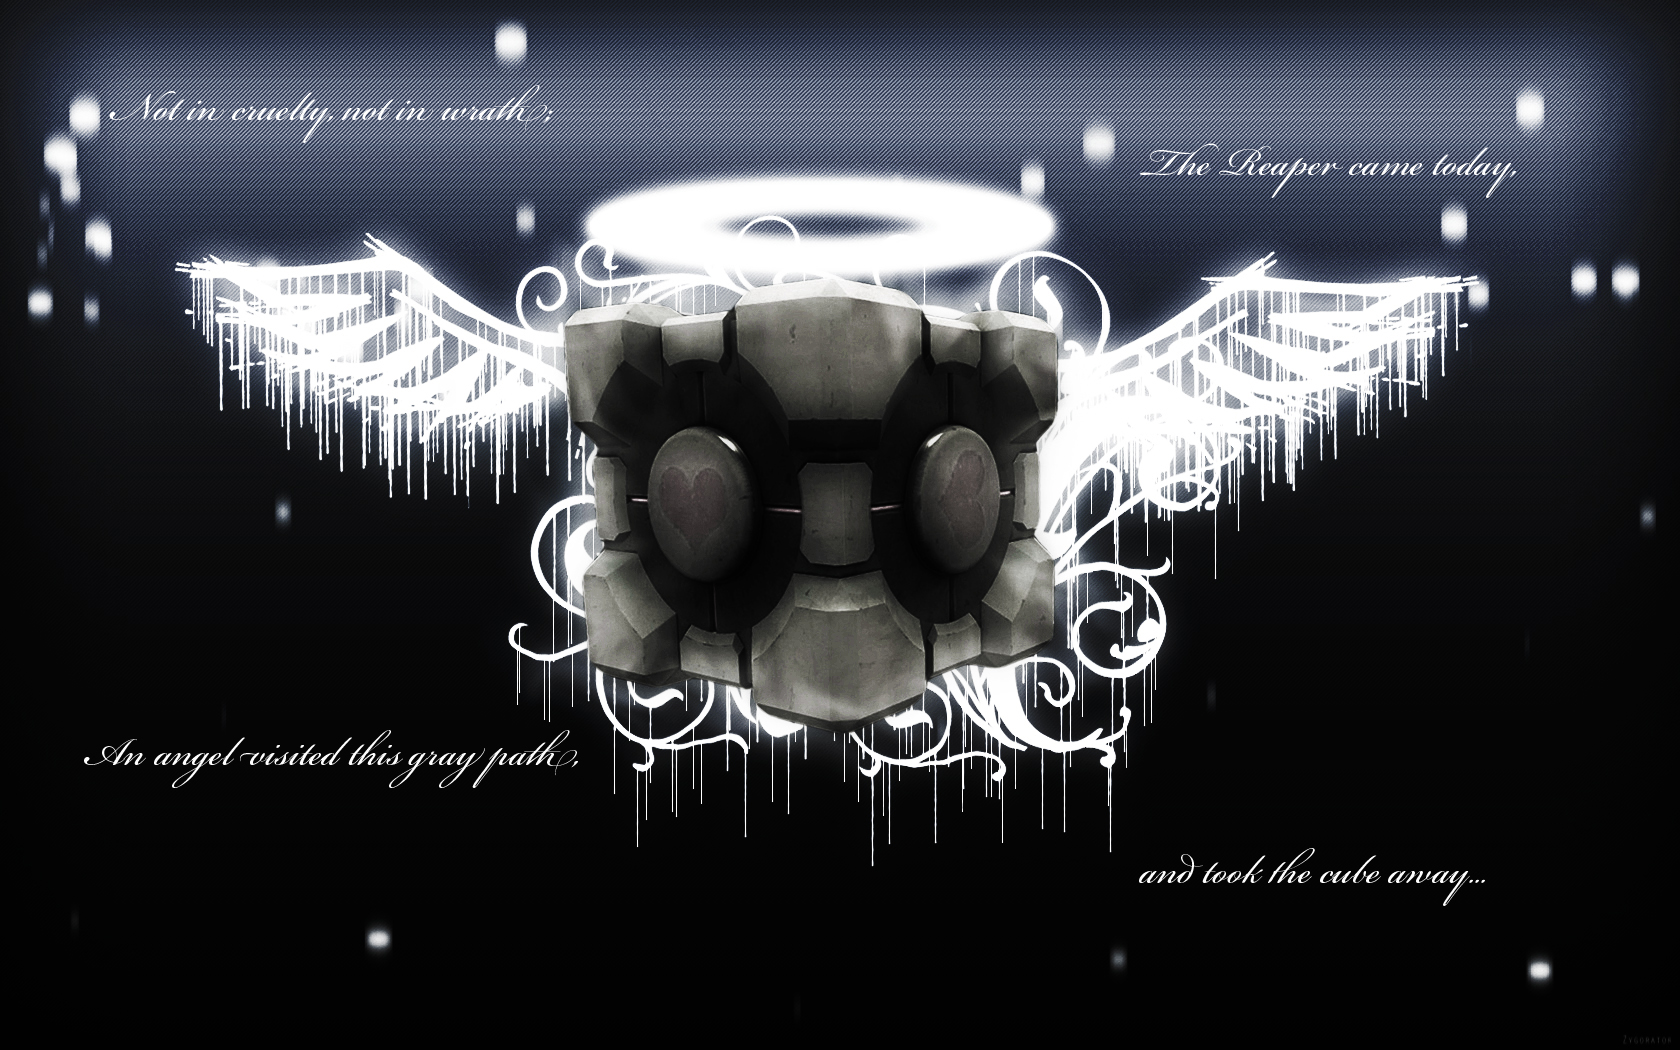 Not in cruelty, not in wrath;
The Reaper came today,
An angel visited this gray path,
and took the cube away...